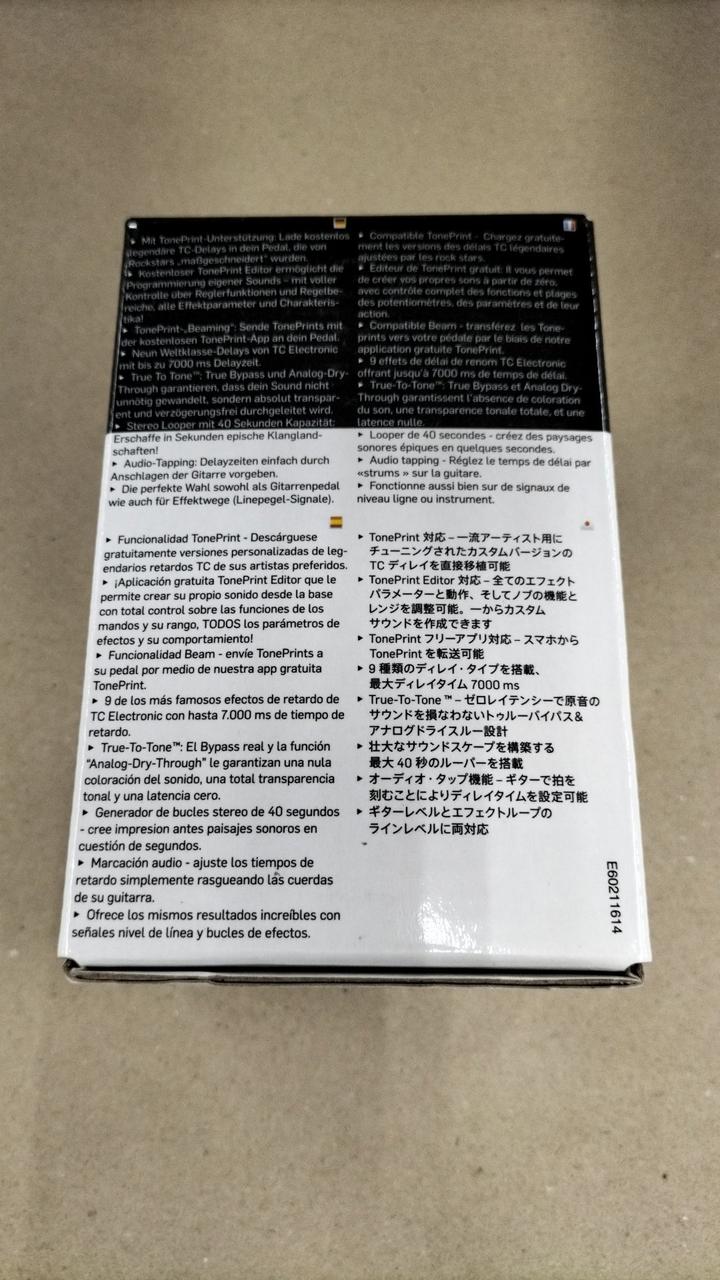 ▸ Mit TonePrint-Unterstützung: Lade kostenlos
legendäre TC-Delays in dein Pedal, die von
Rockstars „maßgeschneidert“ wurden.
▸ Kostenloser TonePrint Editor ermöglicht die
Programmierung eigener Sounds – mit voller
Kontrolle über Reglerfunktionen und Regelbe-
reiche, alle Effektparameter und Charakteris-
tika!
▸ TonePrint-„Beaming“: Sende TonePrints mit
der kostenlosen TonePrint-App an dein Pedal.
▸ Neun Weltklasse-Delays von TC Electronic
mit bis zu 7000 ms Delayzeit.
▸ True To Tone™: True Bypass und Analog-Dry-
Through garantieren, dass dein Sound nicht
unnötig gewandelt, sondern absolut transpar-
ent und verzögerungsfrei durchgeleitet wird.
▸ Stereo Looper mit 40 Sekunden Kapazität:
Erschaffe in Sekunden epische Klangland-
schaften!
▸ Audio-Tapping: Delayzeiten einfach durch
Anschlagen der Gitarre vorgeben.
▸ Die perfekte Wahl sowohl als Gitarrenpedal
wie auch für Effektwege (Linepegel-Signale).
▸ Compatible TonePrint - Chargez gratuite-
ment les versions des délais TC légendaires
ajustées par les rock stars.
▸ Editeur de TonePrint gratuit: Il vous permet
de créer vos propres sons à partir de zéro,
avec contrôle complet des fonctions et plages
des potentiomètres, des paramètres et de leur
action.
▸ Compatible Beam - transférez les Tone-
prints vers votre pédale par le biais de notre
application gratuite TonePrint.
▸ 9 effets de délai de renom TC Electronic
offrant jusqu'à 7000 ms de temps de délai.
▸ True-To-Tone™: True Bypass et Analog Dry-
Through garantissent l'absence de coloration
du son, une transparence tonale totale, et une
latence nulle.
▸ Looper de 40 secondes - créez des paysages
sonores épiques en quelques secondes.
▸ Audio tapping - Réglez le temps de délai par
«strums » sur la guitare.
▸ Fonctionne aussi bien sur de signaux de
niveau ligne ou instrument.
▸ Funcionalidad TonePrint - Descárguese
gratuitamente versiones personalizadas de leg-
endarios retardos TC de sus artistas preferidos.
▸ ¡Aplicación gratuita TonePrint Editor que le
permite crear su propio sonido desde la base
con total control sobre las funciones de los
mandos y su rango, TODOS los parámetros de
efectos y su comportamiento!
▸ Funcionalidad Beam - envíe TonePrints a
su pedal por medio de nuestra app gratuita
TonePrint.
▸ 9 de los más famosos efectos de retardo de
TC Electronic con hasta 7.000 ms de tiempo de
retardo.
▸ True-To-Tone™: El Bypass real y la función
“Analog-Dry-Through” le garantizan una nula
coloración del sonido, una total transparencia
tonal y una latencia cero.
▸ Generador de bucles stereo de 40 segundos
- cree impresion antes paisajes sonoros en
cuestión de segundos.
▸ Marcación audio - ajuste los tiempos de
retardo simplemente rasgueando las cuerdas
de su guitarra.
▸ Ofrece los mismos resultados increíbles con
señales nivel de línea y bucles de efectos.
▸ TonePrint 対応 – 一流アーティスト用に
チューニングされたカスタムバージョンの
TC ディレイを直接移植可能
▸ TonePrint Editor 対応 – 全てのエフェクト
パラメーターと動作、そしてノブの機能と
レンジを調整可能。一からカスタム
サウンドを作成できます
▸ TonePrint フリーアプリ対応 – スマホから
TonePrint を転送可能
▸ 9 種類のディレイ・タイプを搭載、
最大ディレイタイム 7000 ms
▸ True-To-Tone ™ – ゼロレイテンシーで原音の
サウンドを損なわないトゥルーバイパス＆
アナログドライスルー設計
▸ 壮大なサウンドスケープを構築する
最大 40 秒のルーパーを搭載
▸ オーディオ・タップ機能 – ギターで拍を
刻むことによりディレイタイムを設定可能
▸ ギターレベルとエフェクトループの
ラインレベルに両対応
E60211614